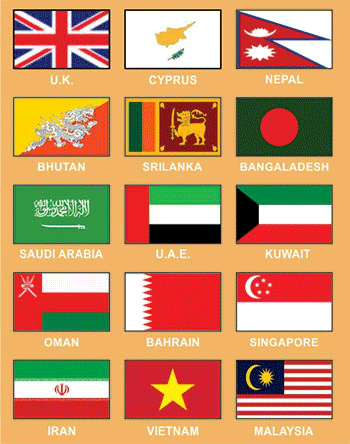 U.K.
CYPRUS
NEPAL
BHUTAN
SRILANKA
BANGALADESH
SAUDI ARABIA
U.A.E.
KUWAIT
OMAN
BAHRAIN
SINGAPORE
IRAN
VIETNAM
MALAYSIA